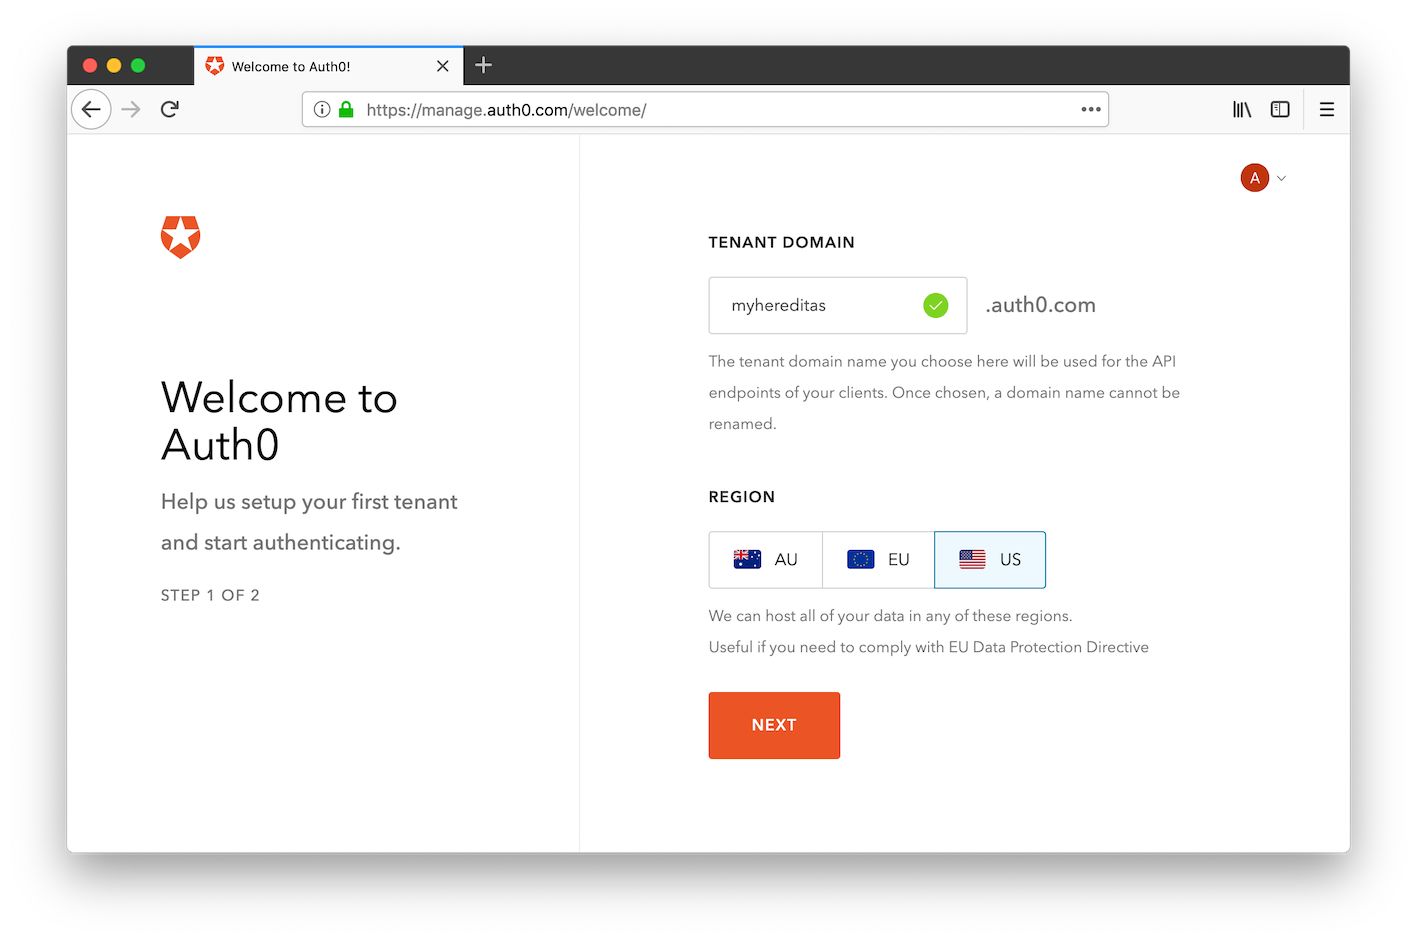 Welcome to Auth0!
https://manage.auth0.com/welcome/
A
Welcome to
Auth0
Help us setup your first tenant
and start authenticating.
STEP 1 OF 2
TENANT DOMAIN
myhereditas .auth0.com
The tenant domain name you choose here will be used for the API
endpoints of your clients. Once chosen, a domain name cannot be
renamed.
REGION
AU EU US
We can host all of your data in any of these regions.
Useful if you need to comply with EU Data Protection Directive
NEXT